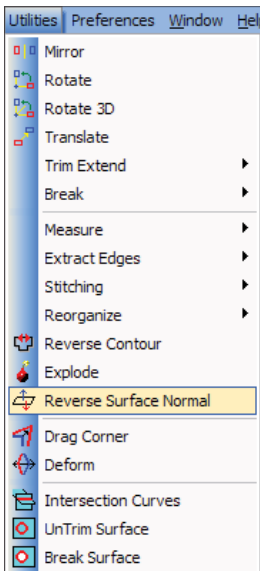 Utilities Preferences Window Hel
Mirror
Rotate
Rotate 3D
Translate
Trim Extend
Break
Measure
Extract Edges
Stitching
Reorganize
Reverse Contour
Explode
Reverse Surface Normal
Drag Corner
Deform
Intersection Curves
UnTrim Surface
Break Surface